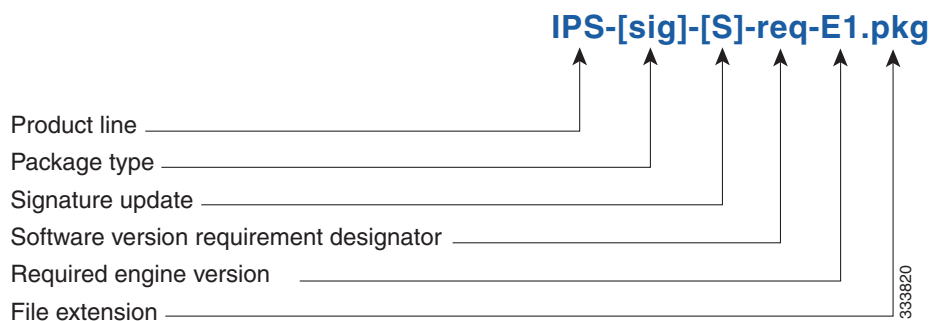 IPS-[sig]-[S]-req-E1.pkg
Product line
Package type
Signature update
Software version requirement designator
Required engine version
File extension
333820